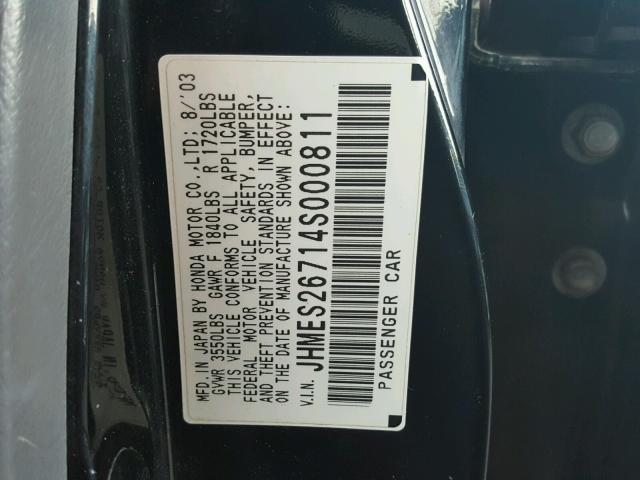 MFD. IN JAPAN BY HONDA MOTOR CO.,LTD; 8/'03
GVWR 3550LBS GAWR F 1840LBS R 1720LBS
THIS VEHICLE CONFORMS TO ALL APPLICABLE
FEDERAL MOTOR VEHICLE SAFETY, BUMPER,
AND THEFT PREVENTION STANDARDS IN EFFECT
ON THE DATE OF MANUFACTURE SHOWN ABOVE:
V.I.N. JHMES26714S000811
PASSENGER CAR